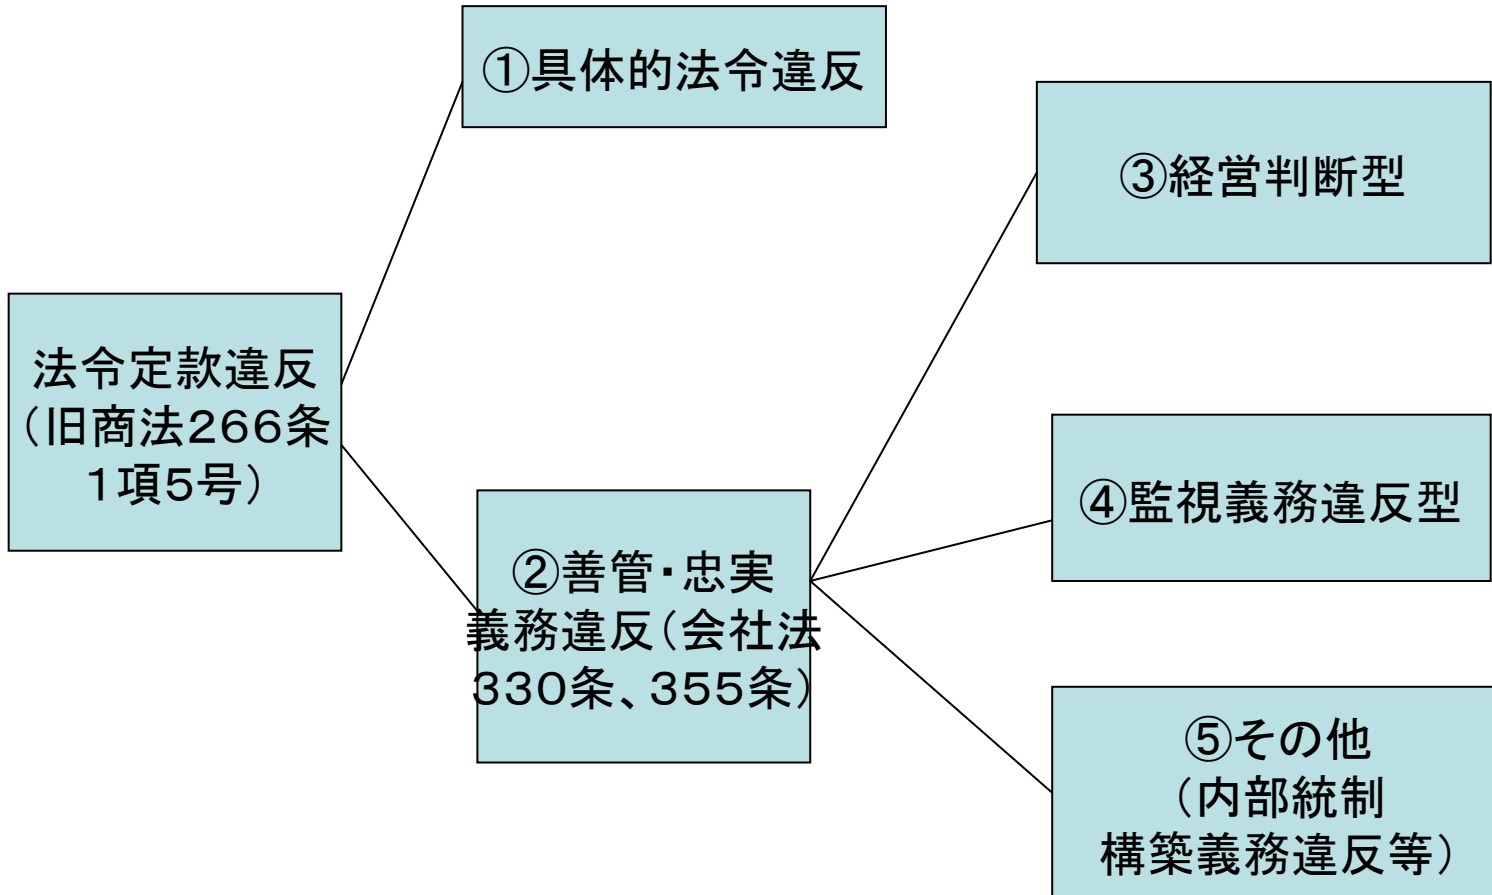 ①具体的法令違反
③経営判断型
法令定款違反
（旧商法２６６条
１項５号）
④監視義務違反型
②善管・忠実
義務違反（会社法
３３０条、３５５条）
⑤その他
（内部統制
構築義務違反等）